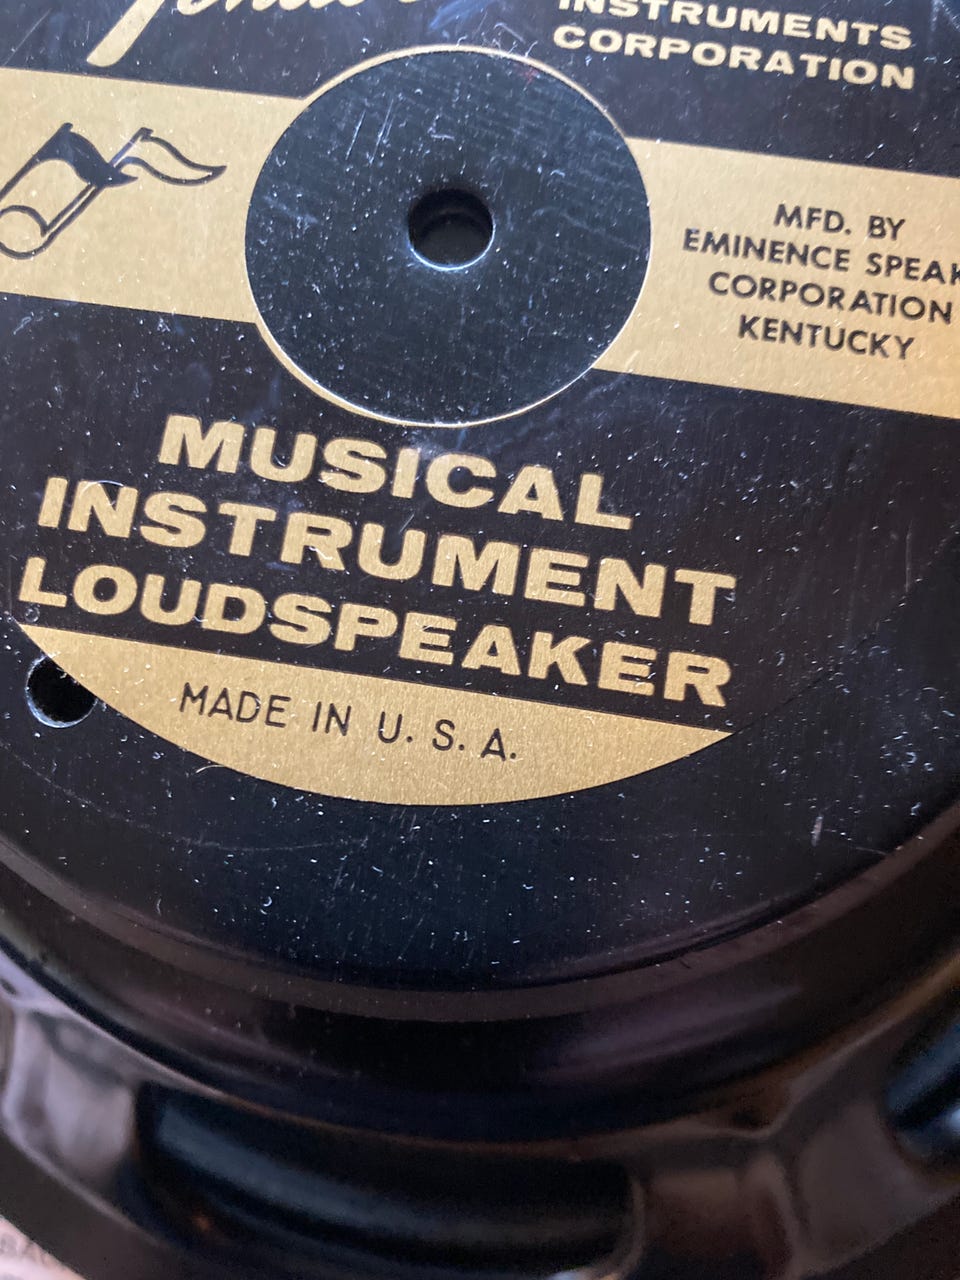 INSTRUMENTS
CORPORATION
MFD. BY
EMINENCE SPEAK
CORPORATION
KENTUCKY
MUSICAL
INSTRUMENT
LOUDSPEAKER
MADE IN U. S. A.